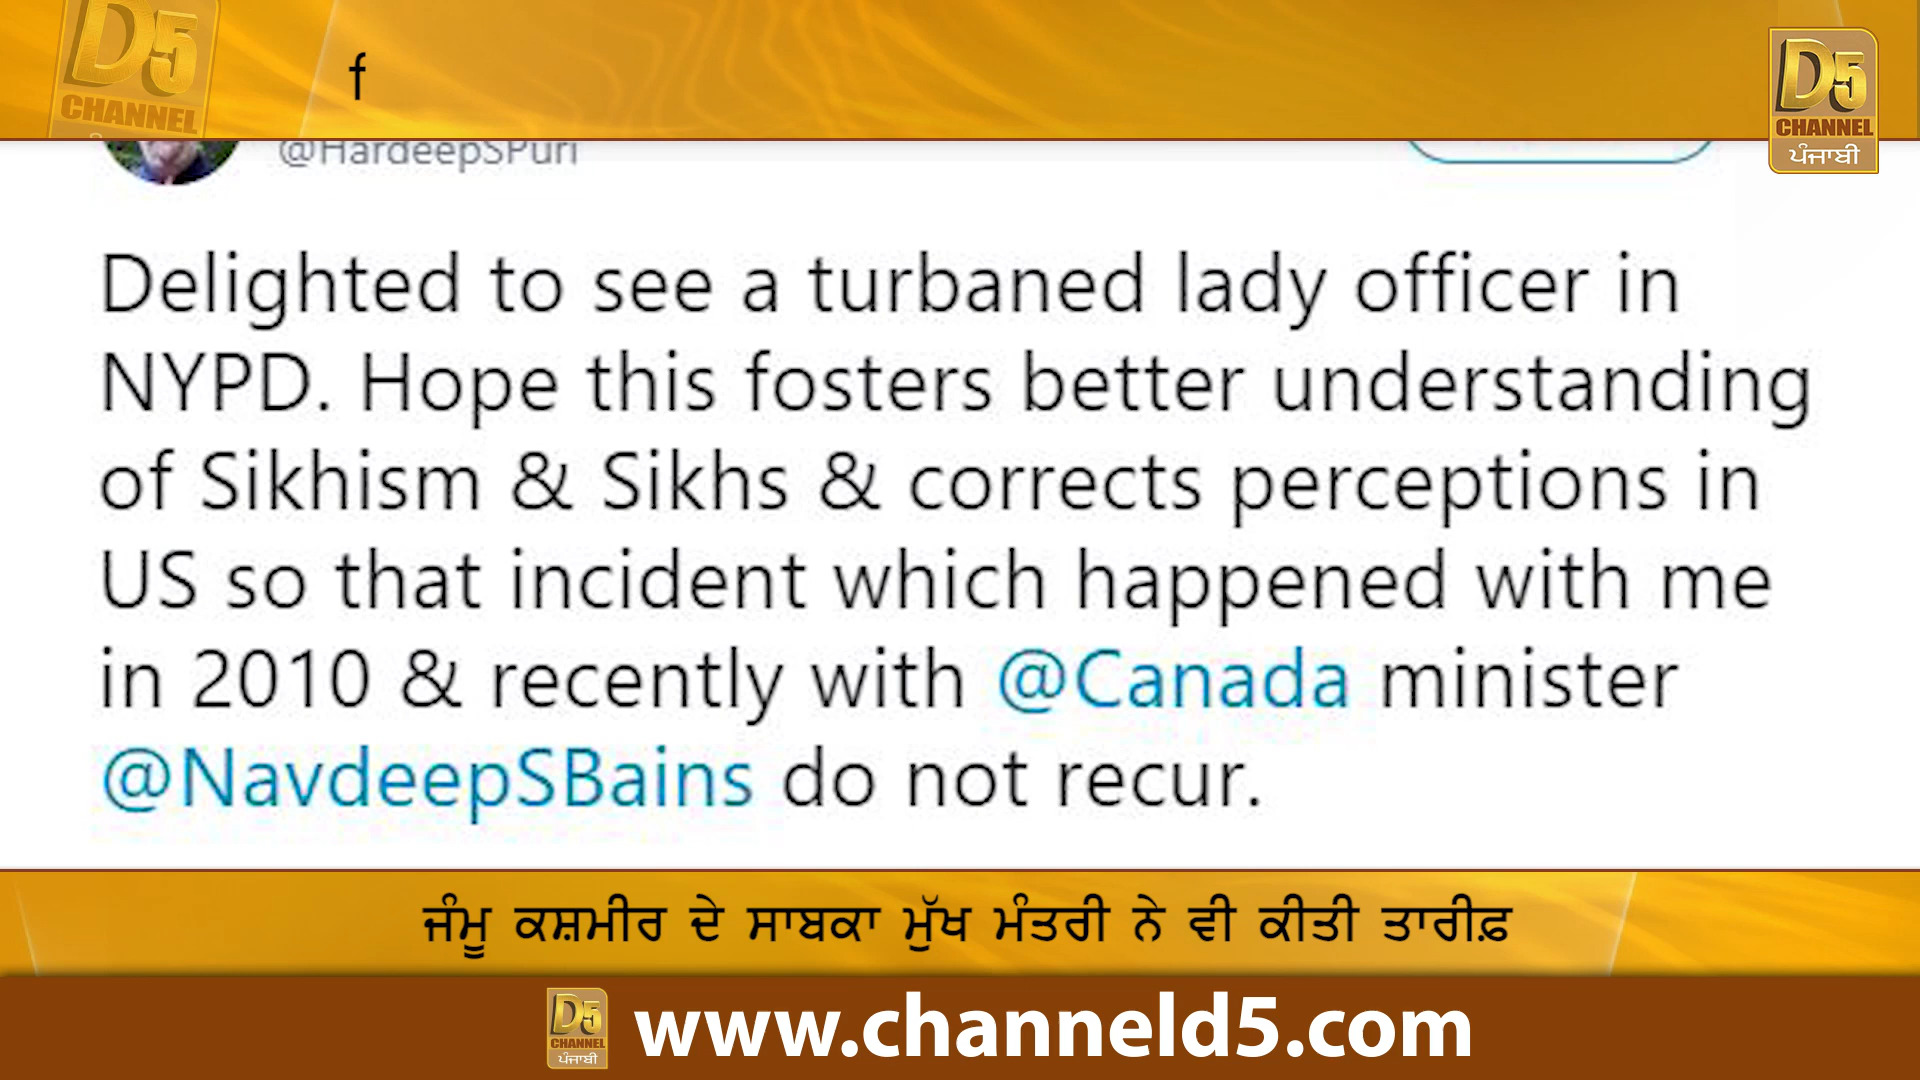 D5
CHANNEL
f
D5
CHANNEL
ਪੰਜਾਬੀ
@HardeepSPuri
Delighted to see a turbaned lady officer in
NYPD. Hope this fosters better understanding
of Sikhism & Sikhs & corrects perceptions in
US so that incident which happened with me
in 2010 & recently with @Canada minister
@NavdeepSBains do not recur.
ਜੰਮੂ ਕਸ਼ਮੀਰ ਦੇ ਸਾਬਕਾ ਮੁੱਖ ਮੰਤਰੀ ਨੇ ਵੀ ਕੀਤੀ ਤਾਰੀਫ਼
D5
CHANNEL
ਪੰਜਾਬੀ
www.channeld5.com